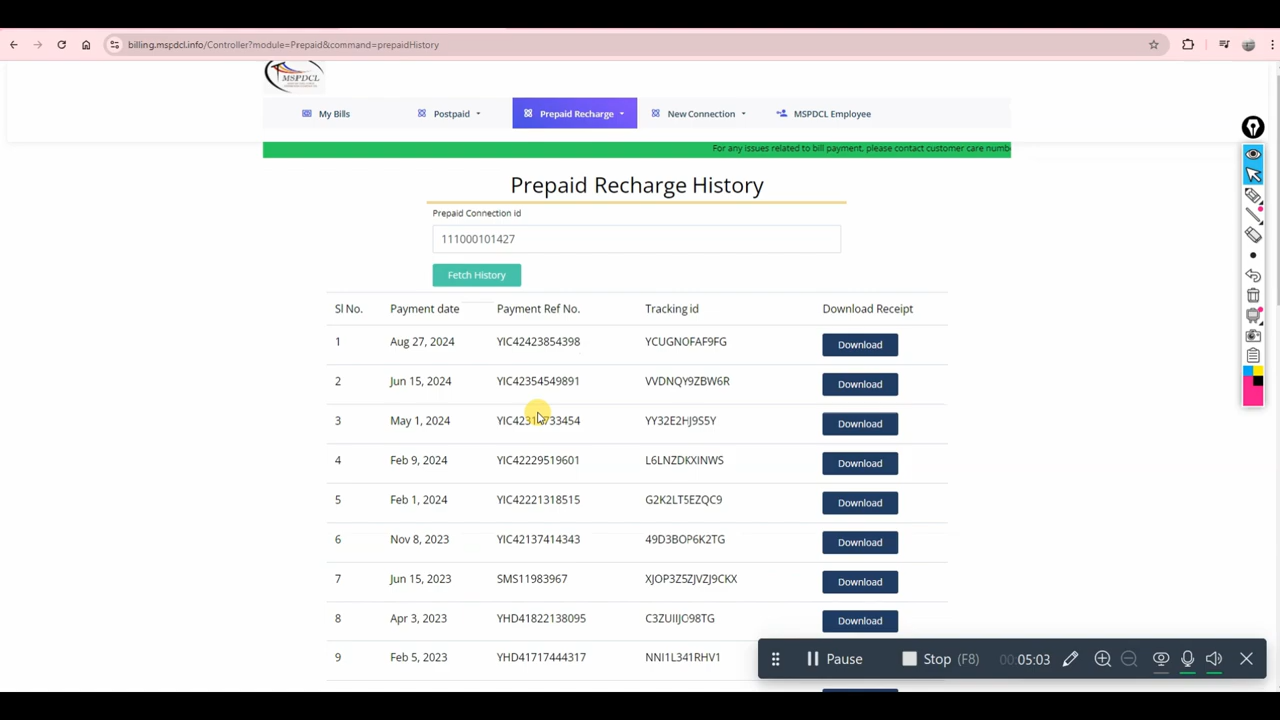 billing.mspdcl.info/Controller?module=Prepaid&command=prepaidHistory
MSPDCL
My Bills Postpaid Prepaid Recharge New Connection MSPDCL Employee
For any issues related to bill payment, please contact customer care numb
Prepaid Recharge History
Prepaid Connection id
111000101427
Fetch History
Sl No. Payment date Payment Ref No. Tracking id Download Receipt
1 Aug 27, 2024 YIC42423854398 YCUGNOFAF9FG Download
2 Jun 15, 2024 YIC42354549891 VVDNQY9ZBW6R Download
3 May 1, 2024 YY32E2HJ9S5Y Download
4 Feb 9, 2024 YIC42229519601 L6LNZDKXINWS Download
5 Feb 1, 2024 YIC42221318515 G2K2LT5EZQC9 Download
6 Nov 8, 2023 YIC42137414343 49D3BOP6K2TG Download
7 Jun 15, 2023 SMS11983967 XJOP3Z5ZJVZJ9CKX Download
8 Apr 3, 2023 YHD41822138095 C3ZUIIJO98TG Download
9 Feb 5, 2023 YHD41717444317 NNI1L341RHV1
Pause Stop (F8) 00:05:03